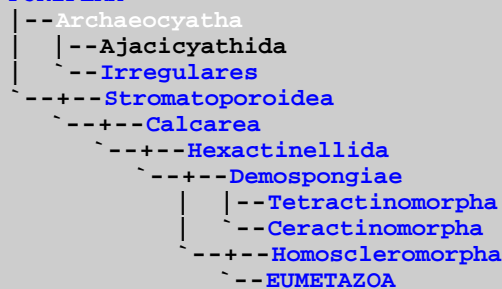 |--Archaeocyatha
| |--Ajacicyathida
| `--Irregulares
`--+--Stromatoporoidea
`--+--Calcarea
`--+--Hexactinellida
`--+--Demospongiae
| |--Tetractinomorpha
| `--Ceractinomorpha
`--+--Homoscleromorpha
`--EUMETAZOA